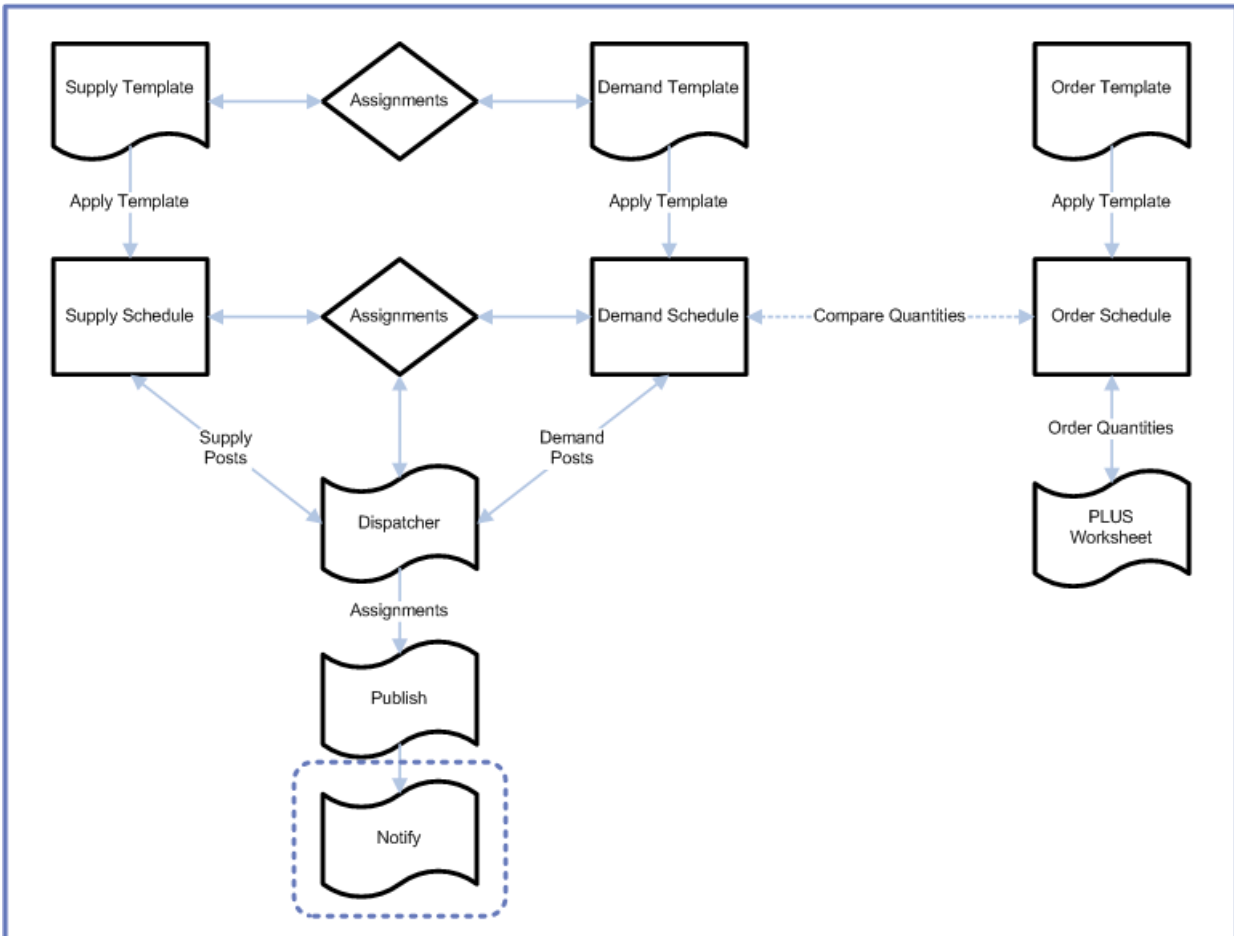 Supply Template
Assignments
Demand Template
Order Template
Apply Template
Apply Template
Apply Template
Supply Schedule
Assignments
Demand Schedule
Compare Quantities
Order Schedule
Supply
Posts
Demand
Posts
Order Quantities
Dispatcher
PLUS
Worksheet
Assignments
Publish
Notify